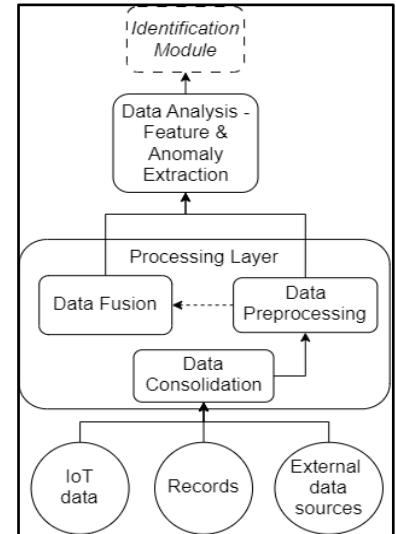 Identification
Module
Data Analysis -
Feature &
Anomaly
Extraction
Processing Layer
Data Fusion
Data
Preprocessing
Data
Consolidation
IoT
data
Records
External
data
sources